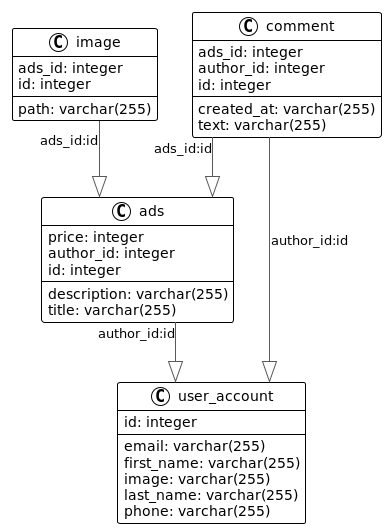 C image
ads_id: integer
id: integer
path: varchar(255)
C comment
ads_id: integer
author_id: integer
id: integer
created_at: varchar(255)
text: varchar(255)
ads_id:id
ads_id:id
C ads
price: integer
author_id: integer
id: integer
description: varchar(255)
title: varchar(255)
author_id:id
author_id:id
C user_account
id: integer
email: varchar(255)
first_name: varchar(255)
image: varchar(255)
last_name: varchar(255)
phone: varchar(255)